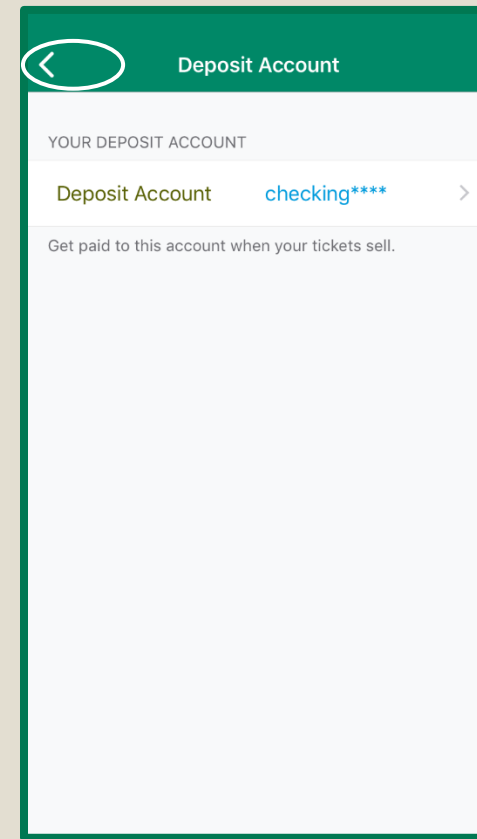 Deposit Account
YOUR DEPOSIT ACCOUNT
Deposit Account checking****
Get paid to this account when your tickets sell.